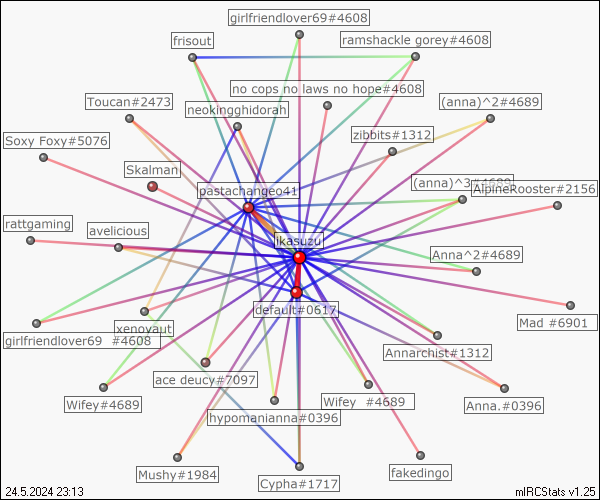 girlfriendlover69#4608
frisout
ramshackle gorey#4608
no cops no laws no hope#4608
Toucan#2473
neokingghidorah
(anna)^2#4689
zibbits#1312
Soxy Foxy#5076
Skalman
pastachangeo41
(anna)^3#4689
AlpineRooster#2156
rattgaming
avelicious
ikasuzu
Anna^2#4689
default#0617
Mad #6901
xenovaut
girlfriendlover69 #4608
Annarchist#1312
ace deucy#7097
Wifey#4689
hypomanianna#0396
Wifey #4689
Anna.#0396
Mushy#1984
Cypha#1717
fakedingo
24.5.2024 23:13
mIRCStats v1.25